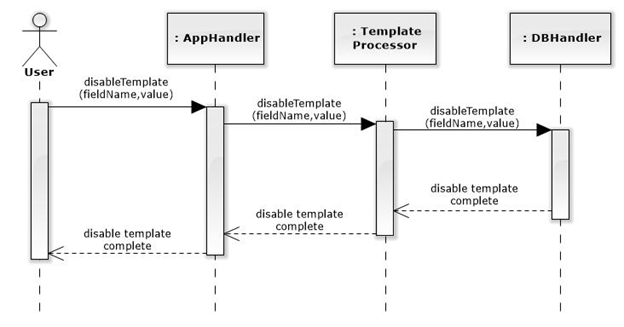 : AppHandler
: Template
Processor
: DBHandler
User
disableTemplate
(fieldName,value)
disableTemplate
(fieldName,value)
disableTemplate
(fieldName,value)
disable template
complete
disable template
complete
disable template
complete